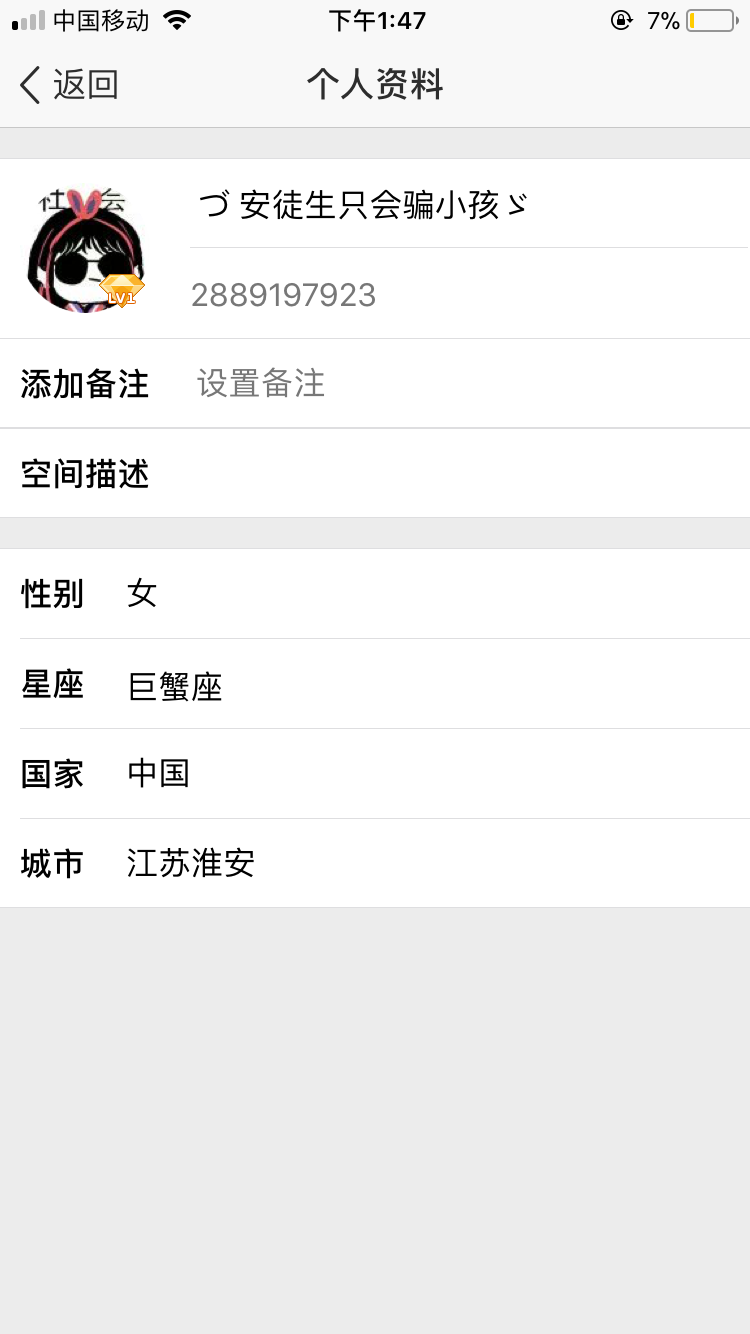 中国移动 下午1:47 7%
返回 个人资料
社会
づ 安徒生只会骗小孩ゞ
LV1
2889197923
添加备注 设置备注
空间描述
性别 女
星座 巨蟹座
国家 中国
城市 江苏淮安